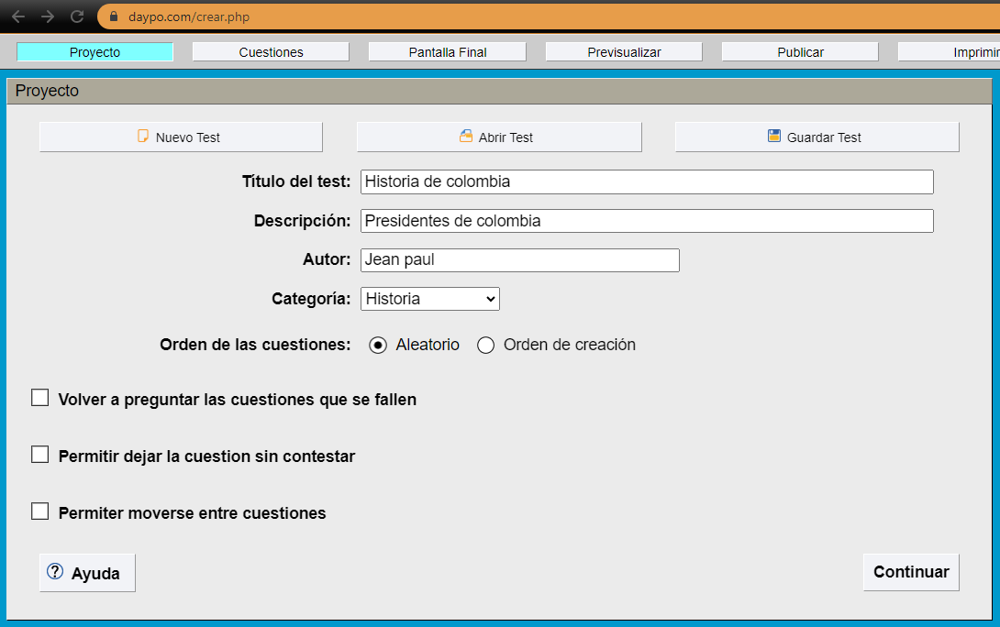 daypo.com/crear.php
Proyecto Cuestiones Pantalla Final Previsualizar Publicar Imprimir
Proyecto
Nuevo Test Abrir Test Guardar Test
Título del test: Historia de colombia
Descripción: Presidentes de colombia
Autor: Jean paul
Categoría: Historia
Orden de las cuestiones: Aleatorio Orden de creación
Volver a preguntar las cuestiones que se fallen
Permitir dejar la cuestion sin contestar
Permiter moverse entre cuestiones
? Ayuda Continuar